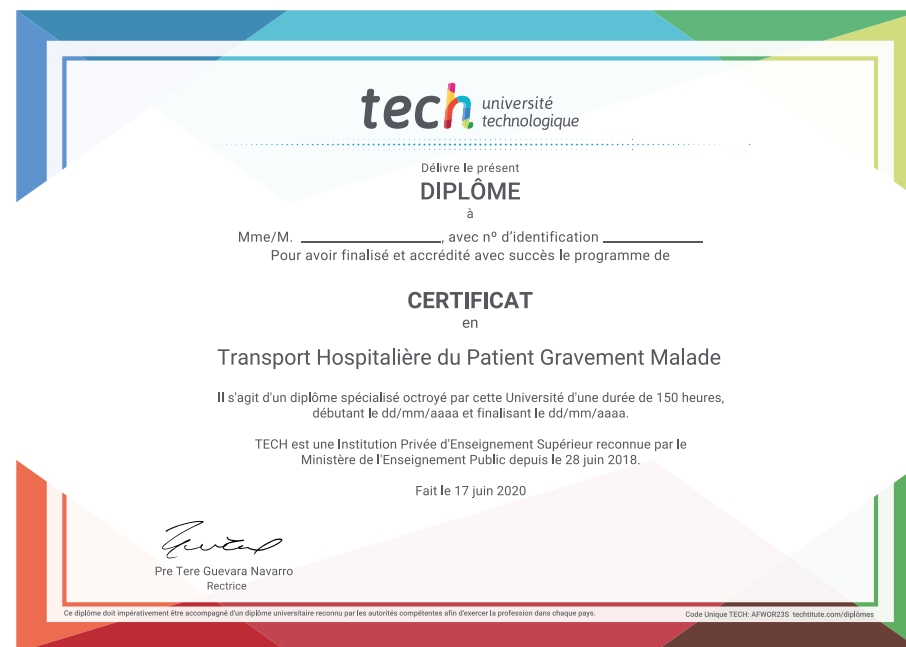 tech université
technologique
Délivre le présent
DIPLÔME
à
Mme/M. ____________________, avec nº d'identification ______________
Pour avoir finalisé et accrédité avec succès le programme de
CERTIFICAT
en
Transport Hospitalière du Patient Gravement Malade
Il s'agit d'un diplôme spécialisé octroyé par cette Université d'une durée de 150 heures,
débutant le dd/mm/aaaa et finalisant le dd/mm/aaaa.
TECH est une Institution Privée d'Enseignement Supérieur reconnue par le
Ministère de l'Enseignement Public depuis le 28 juin 2018.
Fait le 17 juin 2020
Pre Tere Guevara Navarro
Rectrice
Ce diplôme doit impérativement être accompagné d'un diplôme universitaire reconnu par les autorités compétentes afin d'exercer la profession dans chaque pays.
Code Unique TECH: AFWOR23S techtitute.com/diplômes